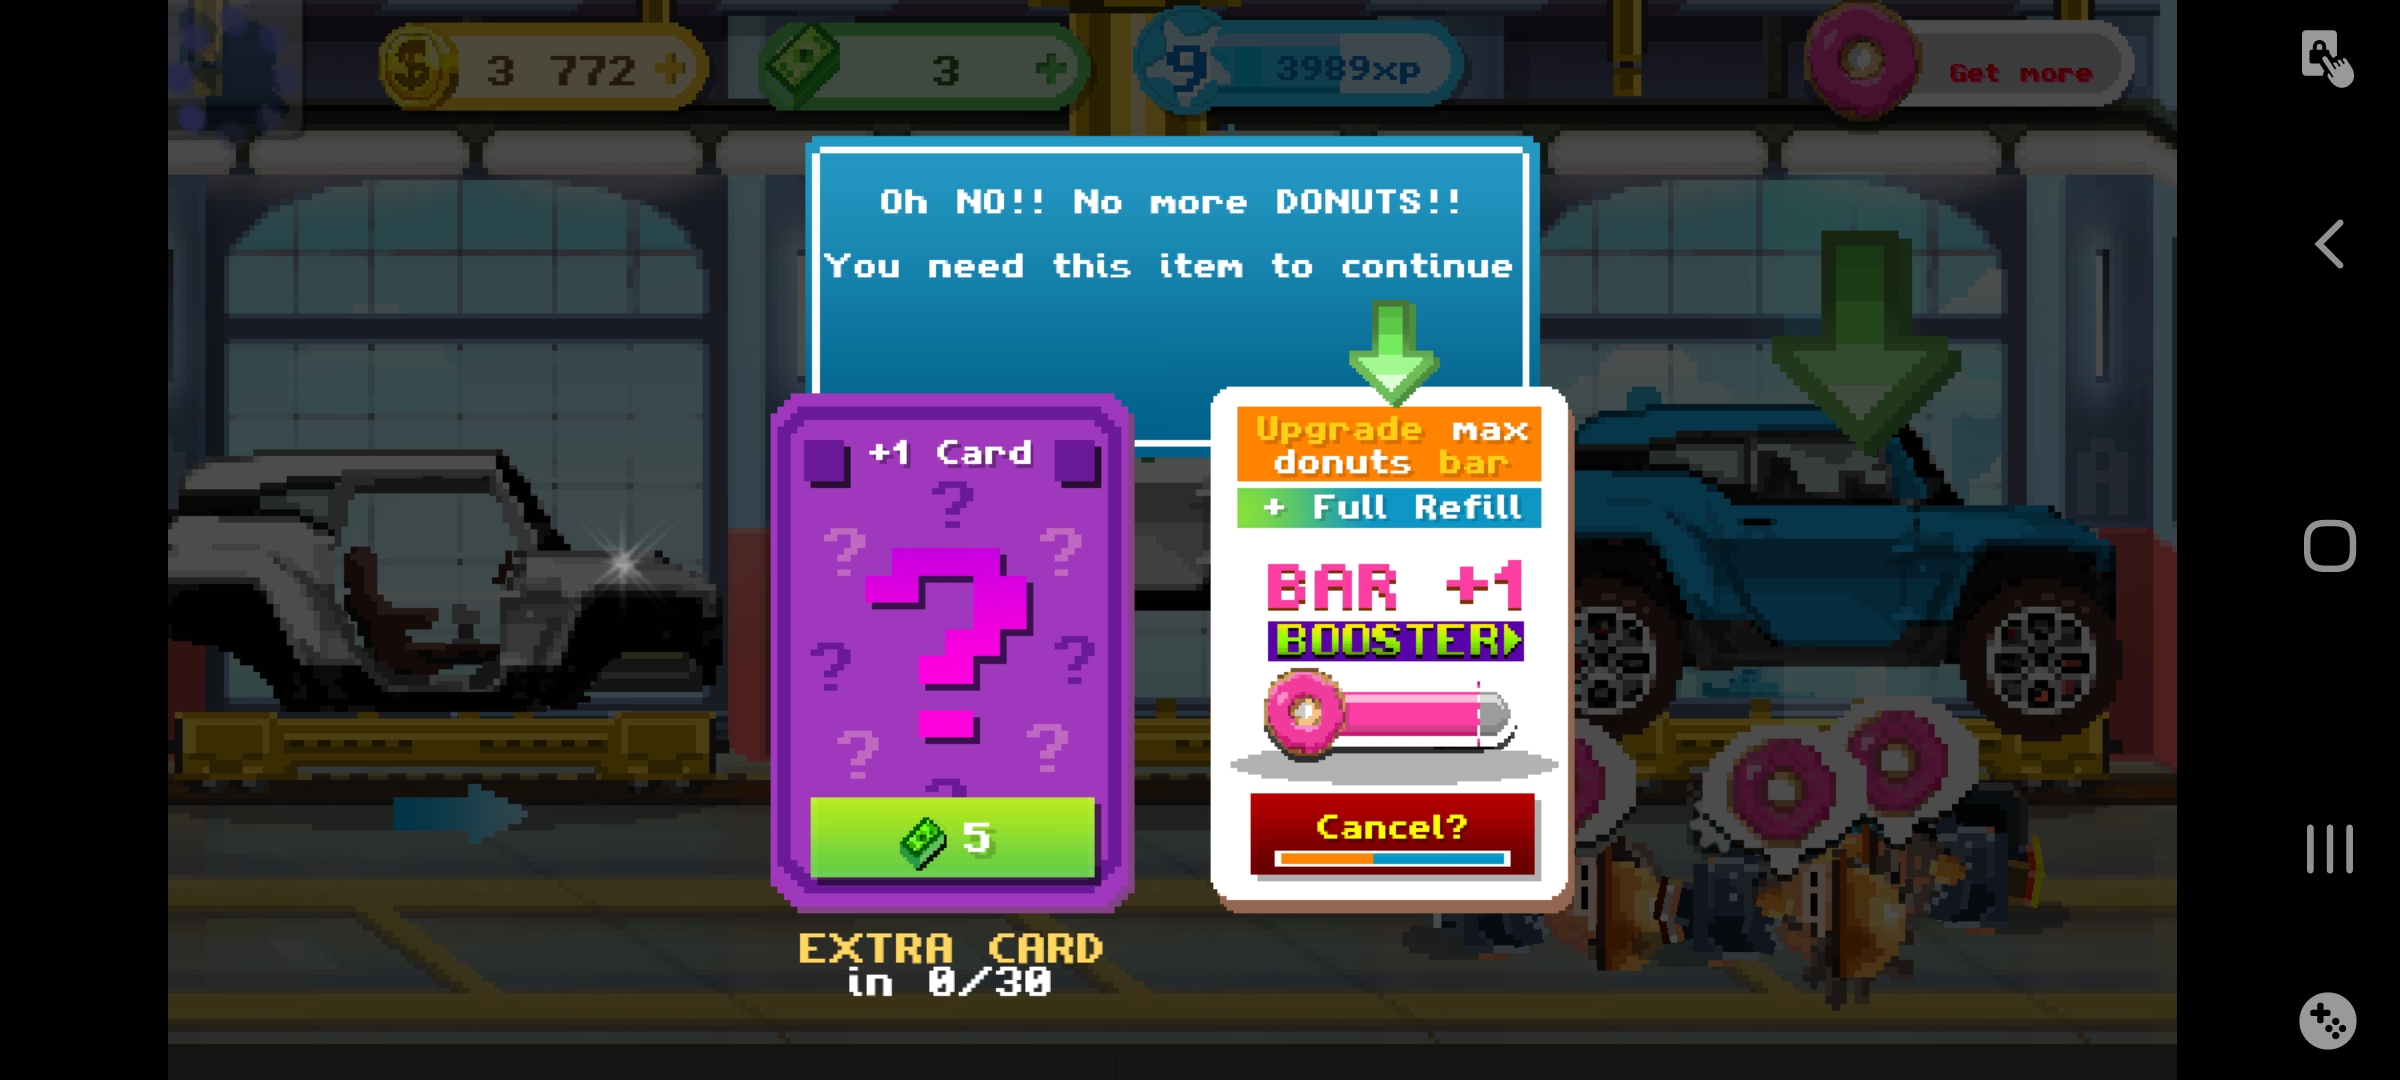 3 772 +
3 +
9 3989xp
Get more
Oh NO!! No more DONUTS!!
You need this item to continue
+1 Card
?
5
EXTRA CARD
in 0/30
Upgrade max
donuts bar
+ Full Refill
BAR +1
BOOSTER
Cancel?